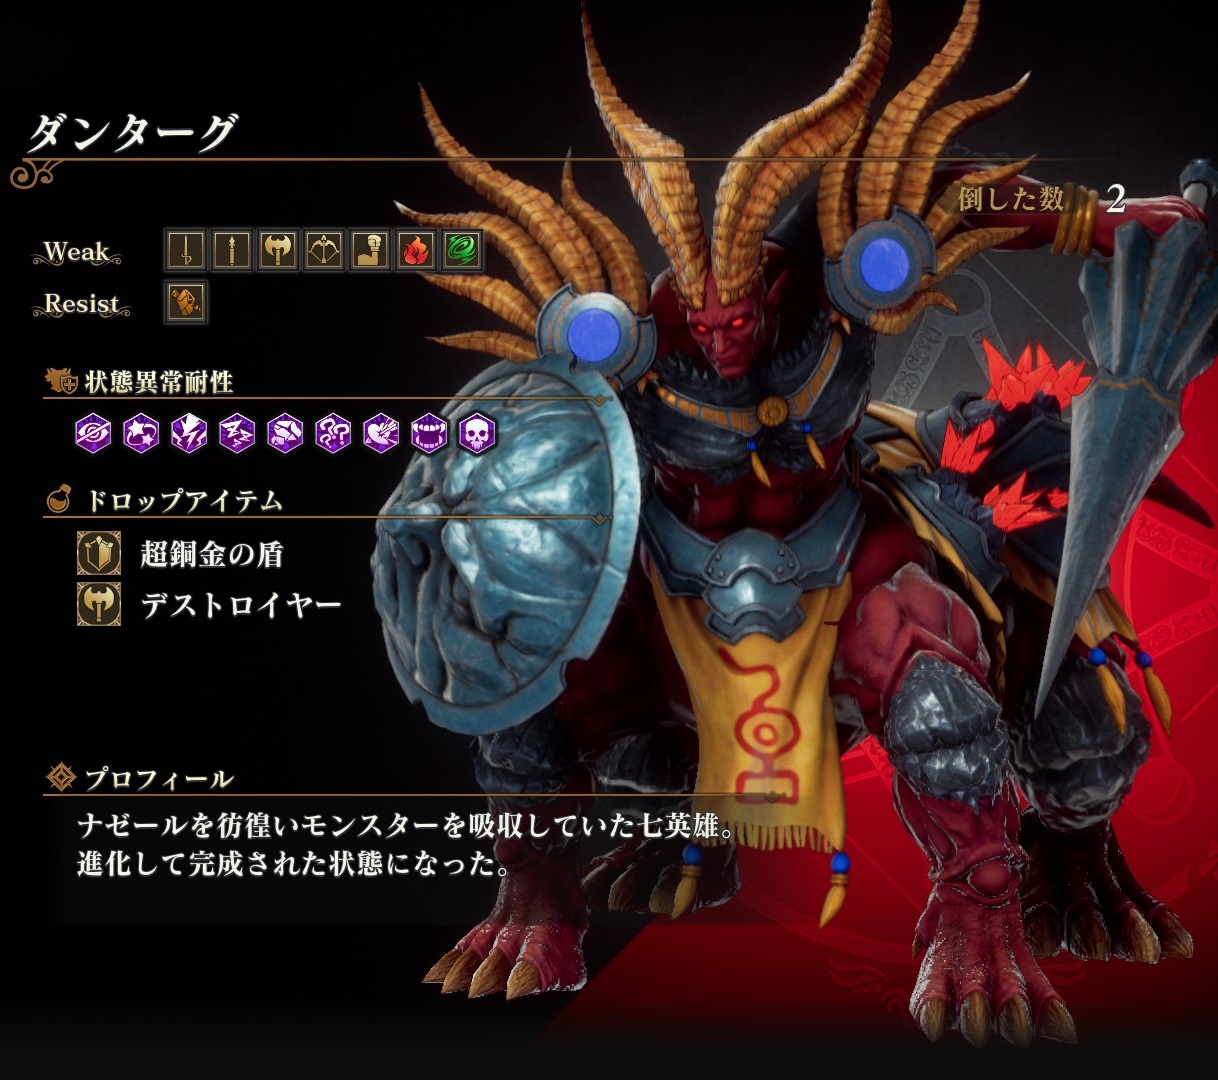 ダンターグ
倒した数 2
Weak
Resist
状態異常耐性
ドロップアイテム
超銅金の盾
デストロイヤー
プロフィール
ナゼールを彷徨いモンスターを吸収していた七英雄。
進化して完成された状態になった。